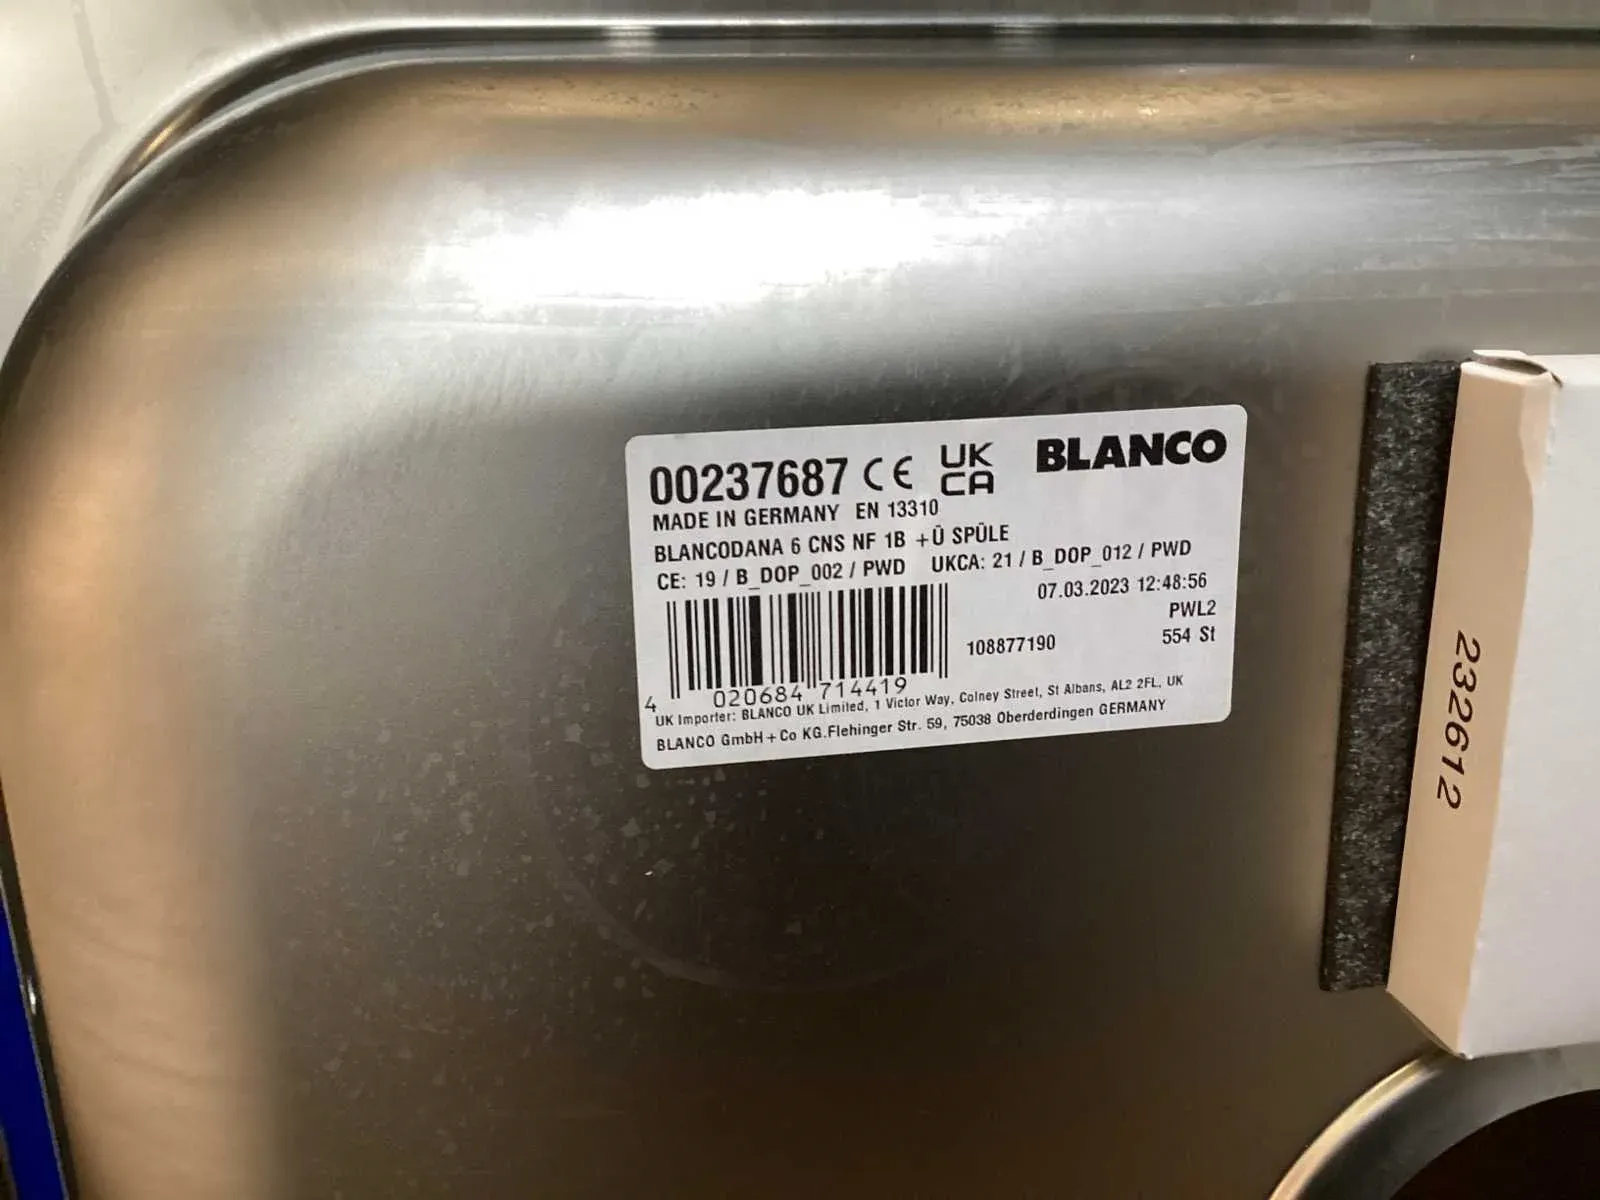 00237687 CE UK CA BLANCO
MADE IN GERMANY EN 13310
BLANCODANA 6 CNS NF 1B +Ü SPÜLE
CE: 19 / B_DOP_002 / PWD UKCA: 21 / B_DOP_012 / PWD
07.03.2023 12:48:56
PWL2
108877190 554 St
4 020684 714419
UK Importer: BLANCO UK Limited, 1 Victor Way, Colney Street, St Albans, AL2 2FL, UK
BLANCO GmbH + Co KG.Flehinger Str. 59, 75038 Oberderdingen GERMANY
232612